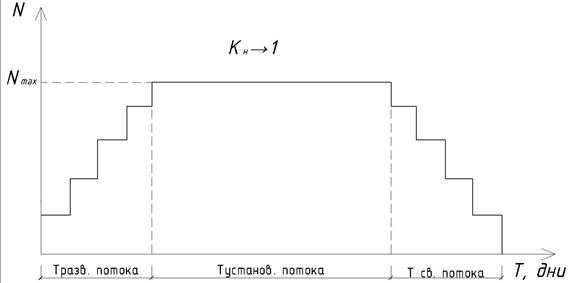 N
Kн→1
Nmax
Tразв. потока Tустанов. потока T св. потока T, дни